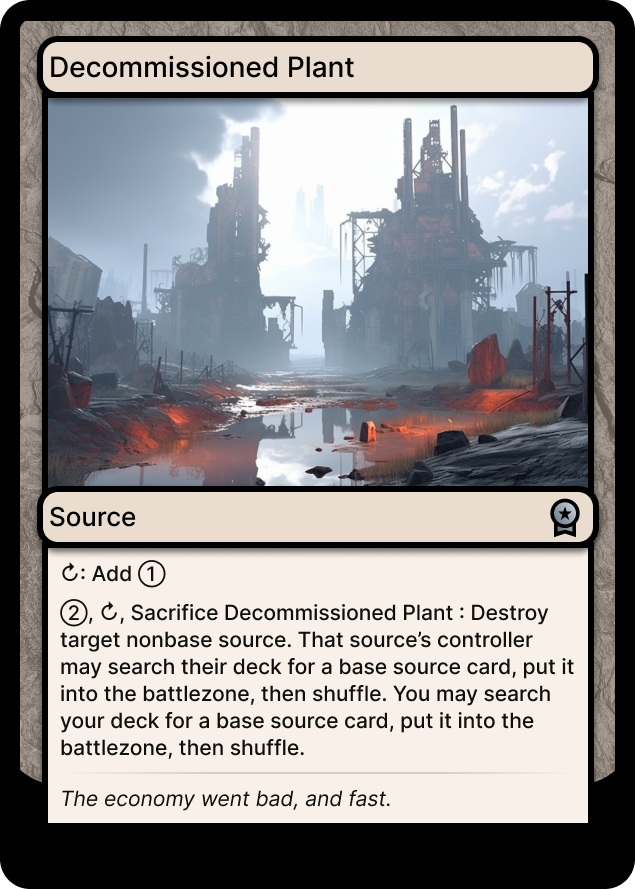 Decommissioned Plant
Source
↻: Add ①
②, ↻, Sacrifice Decommissioned Plant : Destroy
target nonbase source. That source’s controller
may search their deck for a base source card, put it
into the battlezone, then shuffle. You may search
your deck for a base source card, put it into the
battlezone, then shuffle.
The economy went bad, and fast.